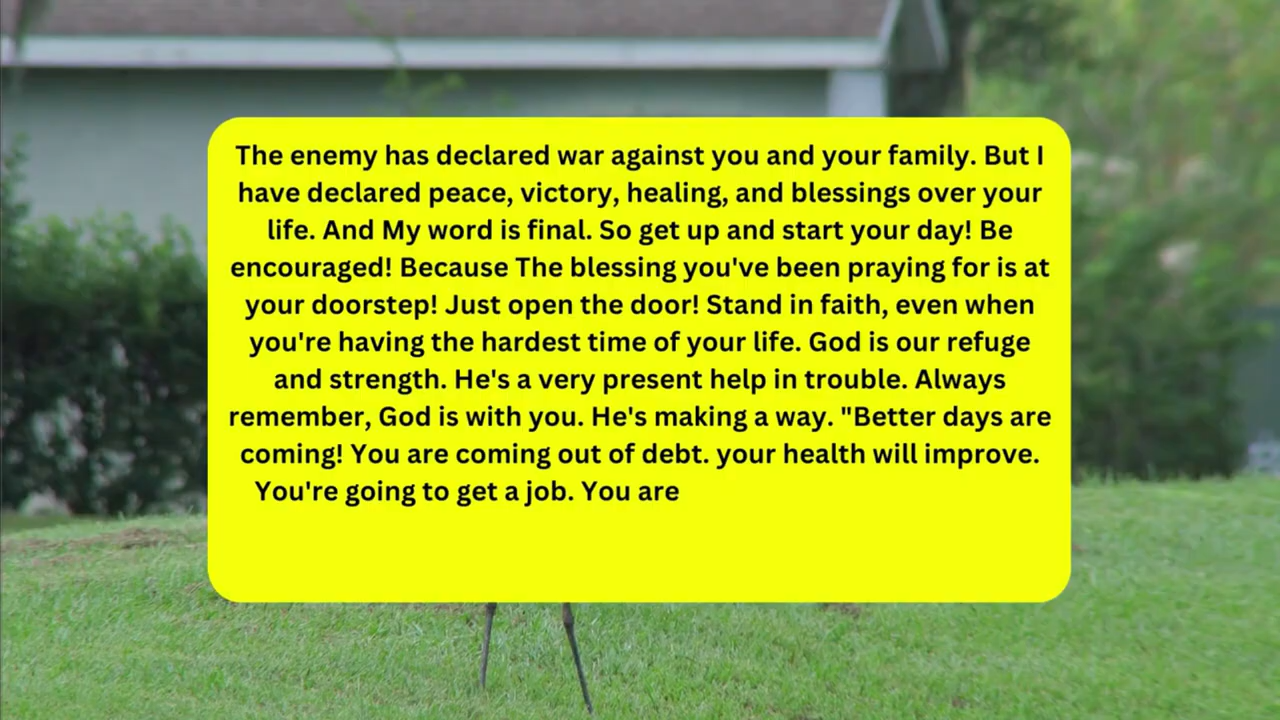 The enemy has declared war against you and your family. But I
have declared peace, victory, healing, and blessings over your
life. And My word is final. So get up and start your day! Be
encouraged! Because The blessing you've been praying for is at
your doorstep! Just open the door! Stand in faith, even when
you're having the hardest time of your life. God is our refuge
and strength. He's a very present help in trouble. Always
remember, God is with you. He's making a way. "Better days are
coming! You are coming out of debt. your health will improve.
You're going to get a job. You are